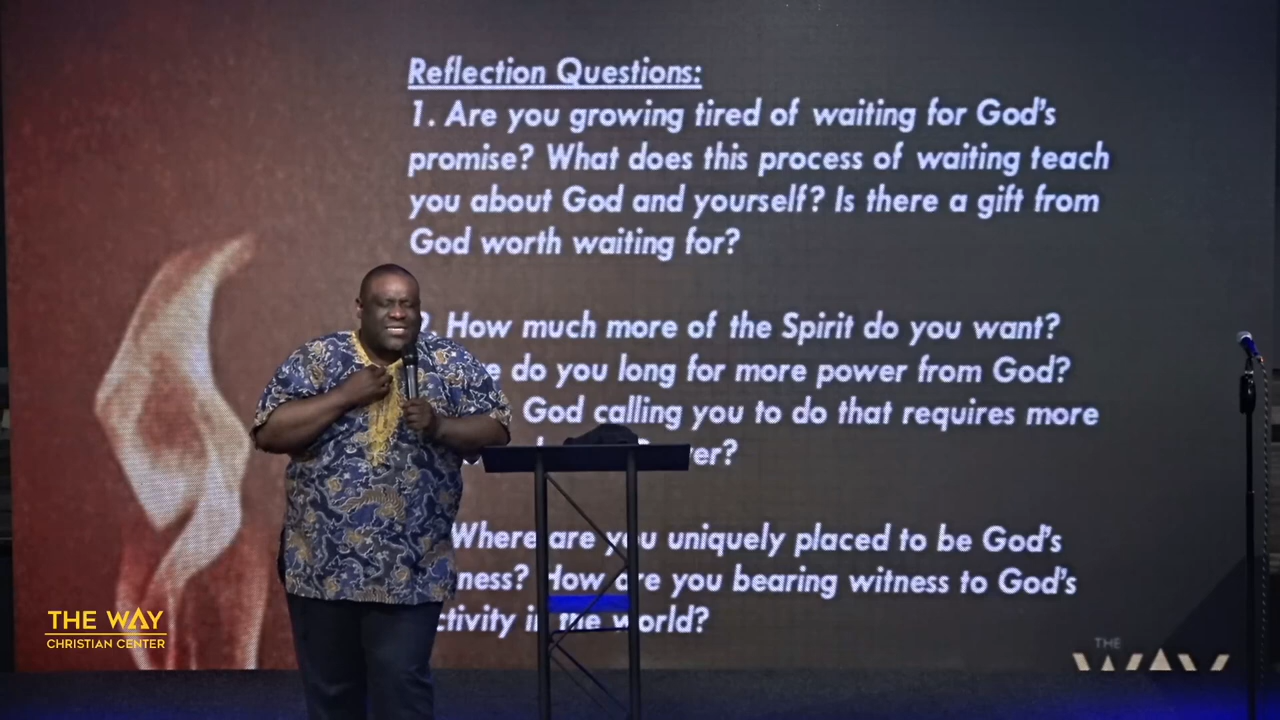 Reflection Questions:
1. Are you growing tired of waiting for God's
promise? What does this process of waiting teach
you about God and yourself? Is there a gift from
God worth waiting for?
2. How much more of the Spirit do you want?
do you long for more power from God?
God calling you to do that requires more
Where are you uniquely placed to be God's
How are you bearing witness to God's
in the world?
THE WAY
CHRISTIAN CENTER
THE
WAY